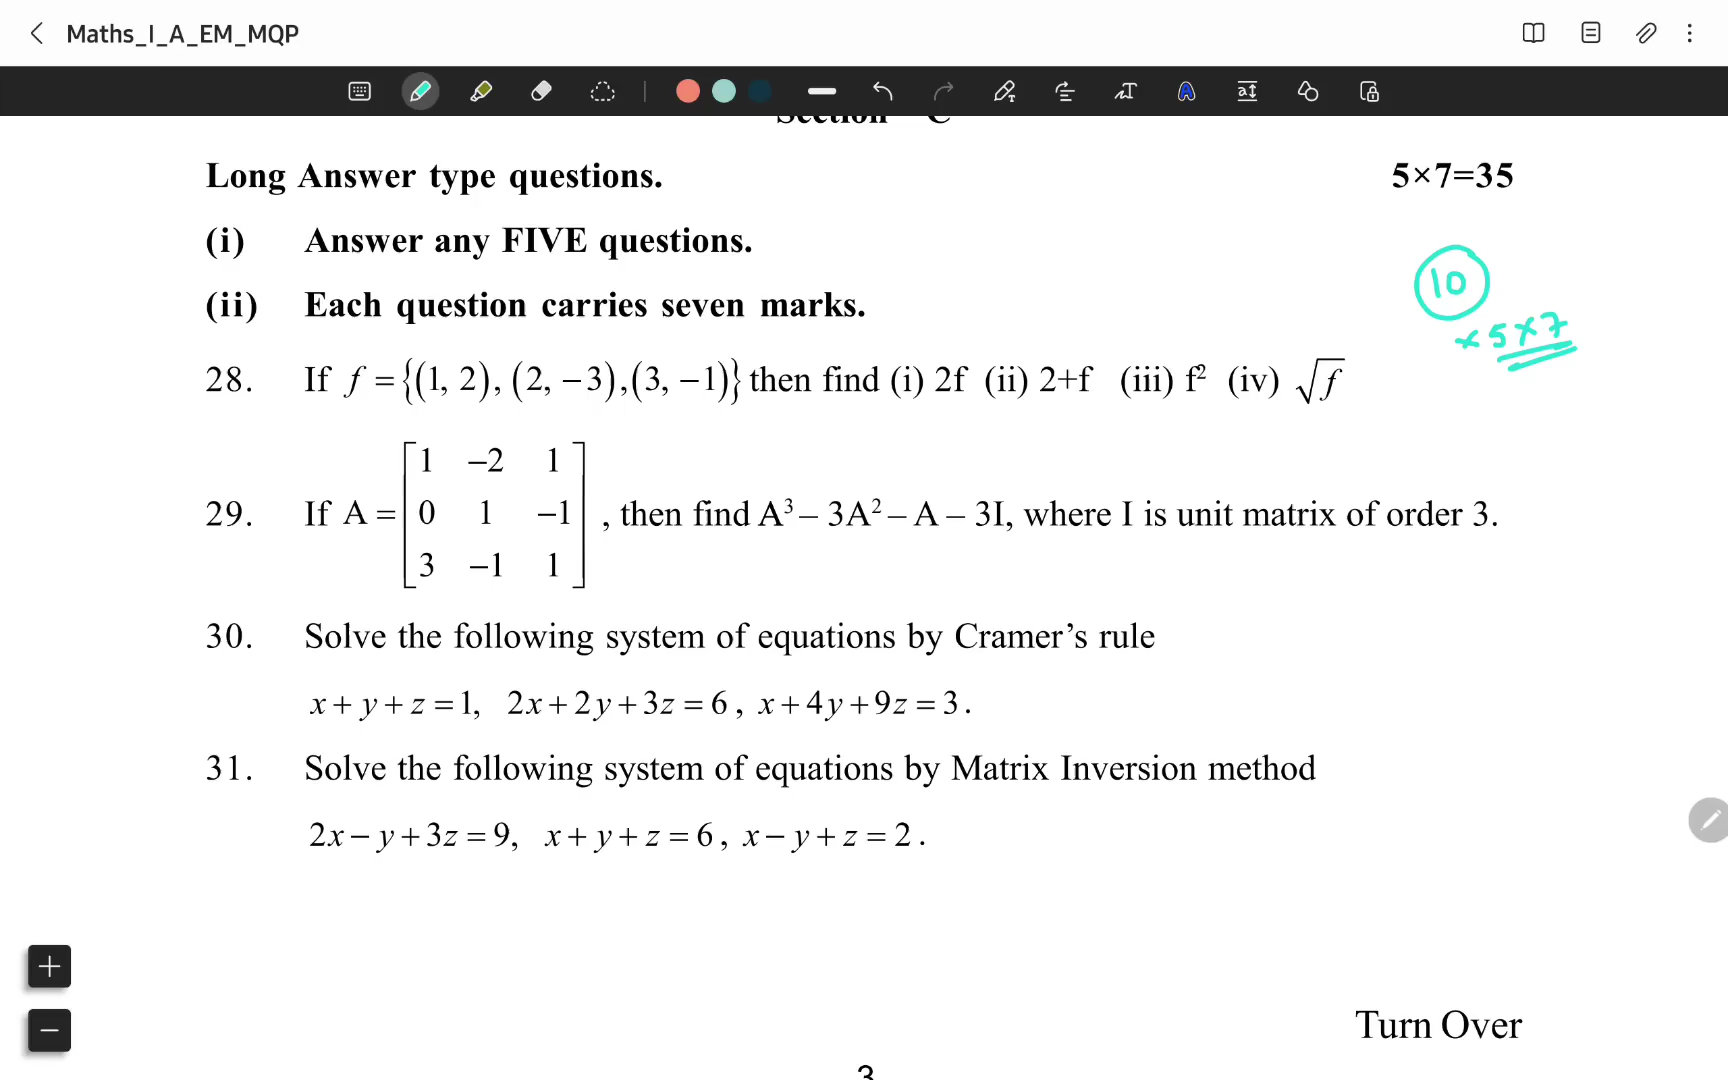 Maths_I_A_EM_MQP
Section C
Long Answer type questions. 5×7=35
(i) Answer any FIVE questions.
10
(ii) Each question carries seven marks.
× 5 × 7
28. If f = {(1, 2), (2, −3),(3, −1)} then find (i) 2f (ii) 2+f (iii) f² (iv) √f
29. If A = [1 −2 1
0 1 −1
3 −1 1] , then find A³ – 3A² – A – 3I, where I is unit matrix of order 3.
30. Solve the following system of equations by Cramer’s rule
x + y + z = 1, 2x + 2y + 3z = 6, x + 4y + 9z = 3.
31. Solve the following system of equations by Matrix Inversion method
2x − y + 3z = 9, x + y + z = 6, x − y + z = 2.
Turn Over
3